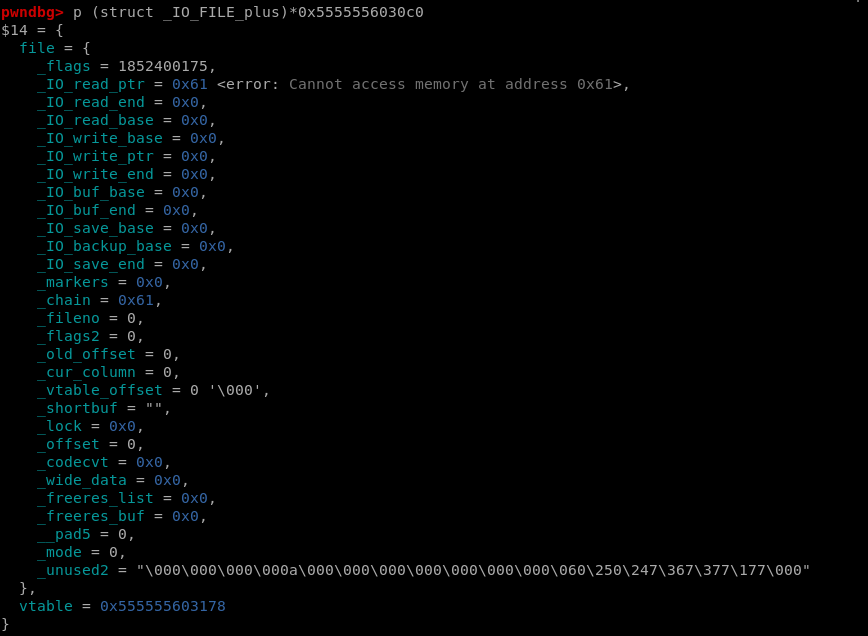 pwndbg> p (struct _IO_FILE_plus)*0x5555556030c0
$14 = {
  file = {
    _flags = 1852400175,
    _IO_read_ptr = 0x61 <error: Cannot access memory at address 0x61>,
    _IO_read_end = 0x0,
    _IO_read_base = 0x0,
    _IO_write_base = 0x0,
    _IO_write_ptr = 0x0,
    _IO_write_end = 0x0,
    _IO_buf_base = 0x0,
    _IO_buf_end = 0x0,
    _IO_save_base = 0x0,
    _IO_backup_base = 0x0,
    _IO_save_end = 0x0,
    _markers = 0x0,
    _chain = 0x61,
    _fileno = 0,
    _flags2 = 0,
    _old_offset = 0,
    _cur_column = 0,
    _vtable_offset = 0 '\000',
    _shortbuf = "",
    _lock = 0x0,
    _offset = 0,
    _codecvt = 0x0,
    _wide_data = 0x0,
    _freeres_list = 0x0,
    _freeres_buf = 0x0,
    __pad5 = 0,
    _mode = 0,
    _unused2 = "\000\000\000\000a\000\000\000\000\000\000\000\060\250\247\367\377\177\000"
  },
  vtable = 0x555555603178
}